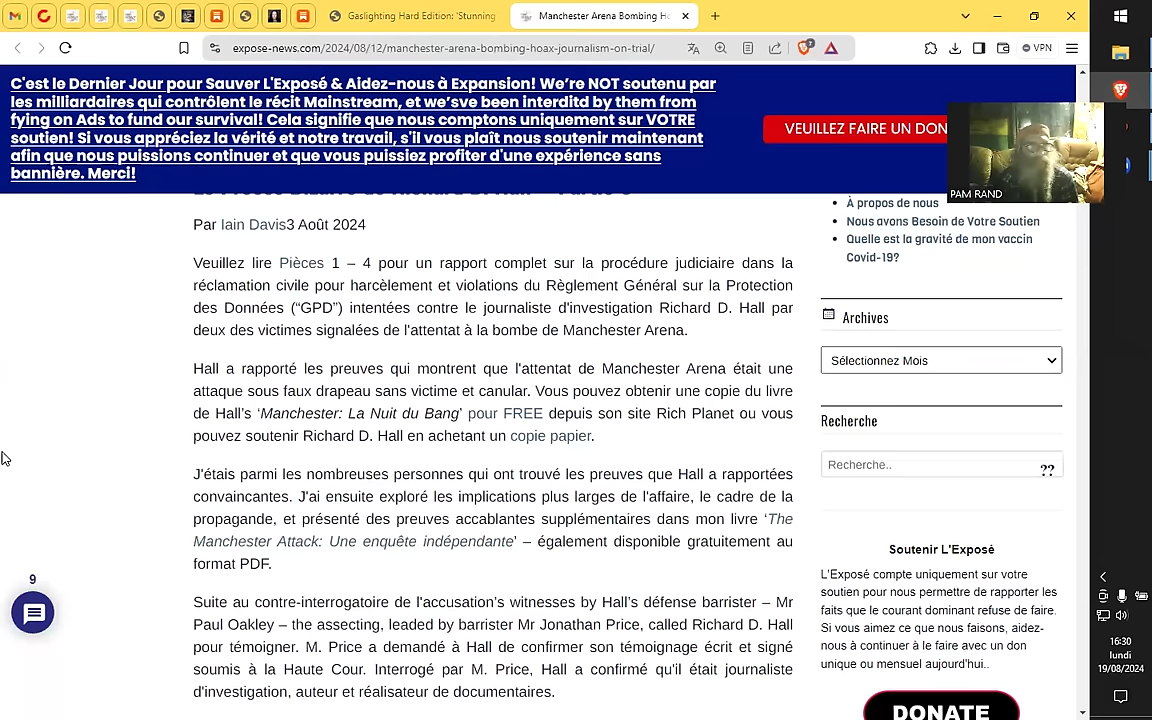 Gaslighting Hard Edition: 'Stunning
Manchester Arena Bombing Ho
expose-news.com/2024/08/12/manchester-arena-bombing-hoax-journalism-on-trial/
VPN
C'est le Dernier Jour pour Sauver L'Exposé & Aidez-nous à Expansion! We're NOT soutenu par
les milliardaires qui contrôlent le récit Mainstream, et we'sve been interditd by them from
fying on Ads to fund our survival! Cela signifie que nous comptons uniquement sur VOTRE
soutien! Si vous appréciez la vérité et notre travail, s'il vous plaît nous soutenir maintenant
afin que nous puissions continuer et que vous puissiez profiter d'une expérience sans
bannière. Merci!
VEUILLEZ FAIRE UN DON
PAM RAND
Par Iain Davis3 Août 2024
Veuillez lire Pièces 1 – 4 pour un rapport complet sur la procédure judiciaire dans la
réclamation civile pour harcèlement et violations du Règlement Général sur la Protection
des Données (“GPD”) intentées contre le journaliste d'investigation Richard D. Hall par
deux des victimes signalées de l'attentat à la bombe de Manchester Arena.
Hall a rapporté les preuves qui montrent que l'attentat de Manchester Arena était une
attaque sous faux drapeau sans victime et canular. Vous pouvez obtenir une copie du livre
de Hall's ‘Manchester: La Nuit du Bang’ pour FREE depuis son site Rich Planet ou vous
pouvez soutenir Richard D. Hall en achetant un copie papier.
J'étais parmi les nombreuses personnes qui ont trouvé les preuves que Hall a rapportées
convaincantes. J'ai ensuite exploré les implications plus larges de l'affaire, le cadre de la
propagande, et présenté des preuves accablantes supplémentaires dans mon livre ‘The
Manchester Attack: Une enquête indépendante’ – également disponible gratuitement au
format PDF.
Suite au contre-interrogatoire de l'accusation's witnesses by Hall's défense barrister – Mr
Paul Oakley – the assecting, leaded by barrister Mr Jonathan Price, called Richard D. Hall
pour témoigner. M. Price a demandé à Hall de confirmer son témoignage écrit et signé
soumis à la Haute Cour. Interrogé par M. Price, Hall a confirmé qu'il était journaliste
d'investigation, auteur et réalisateur de documentaires.
9
À propos de nous
Nous avons Besoin de Votre Soutien
Quelle est la gravité de mon vaccin
Covid-19?
Archives
Sélectionnez Mois
Recherche
Recherche..
??
Soutenir L'Exposé
L'Exposé compte uniquement sur votre
soutien pour nous permettre de rapporter les
faits que le courant dominant refuse de faire.
Si vous aimez ce que nous faisons, aidez-
nous à continuer à le faire avec un don
unique ou mensuel aujourd'hui..
DONATE
16:30
lundi
19/08/2024